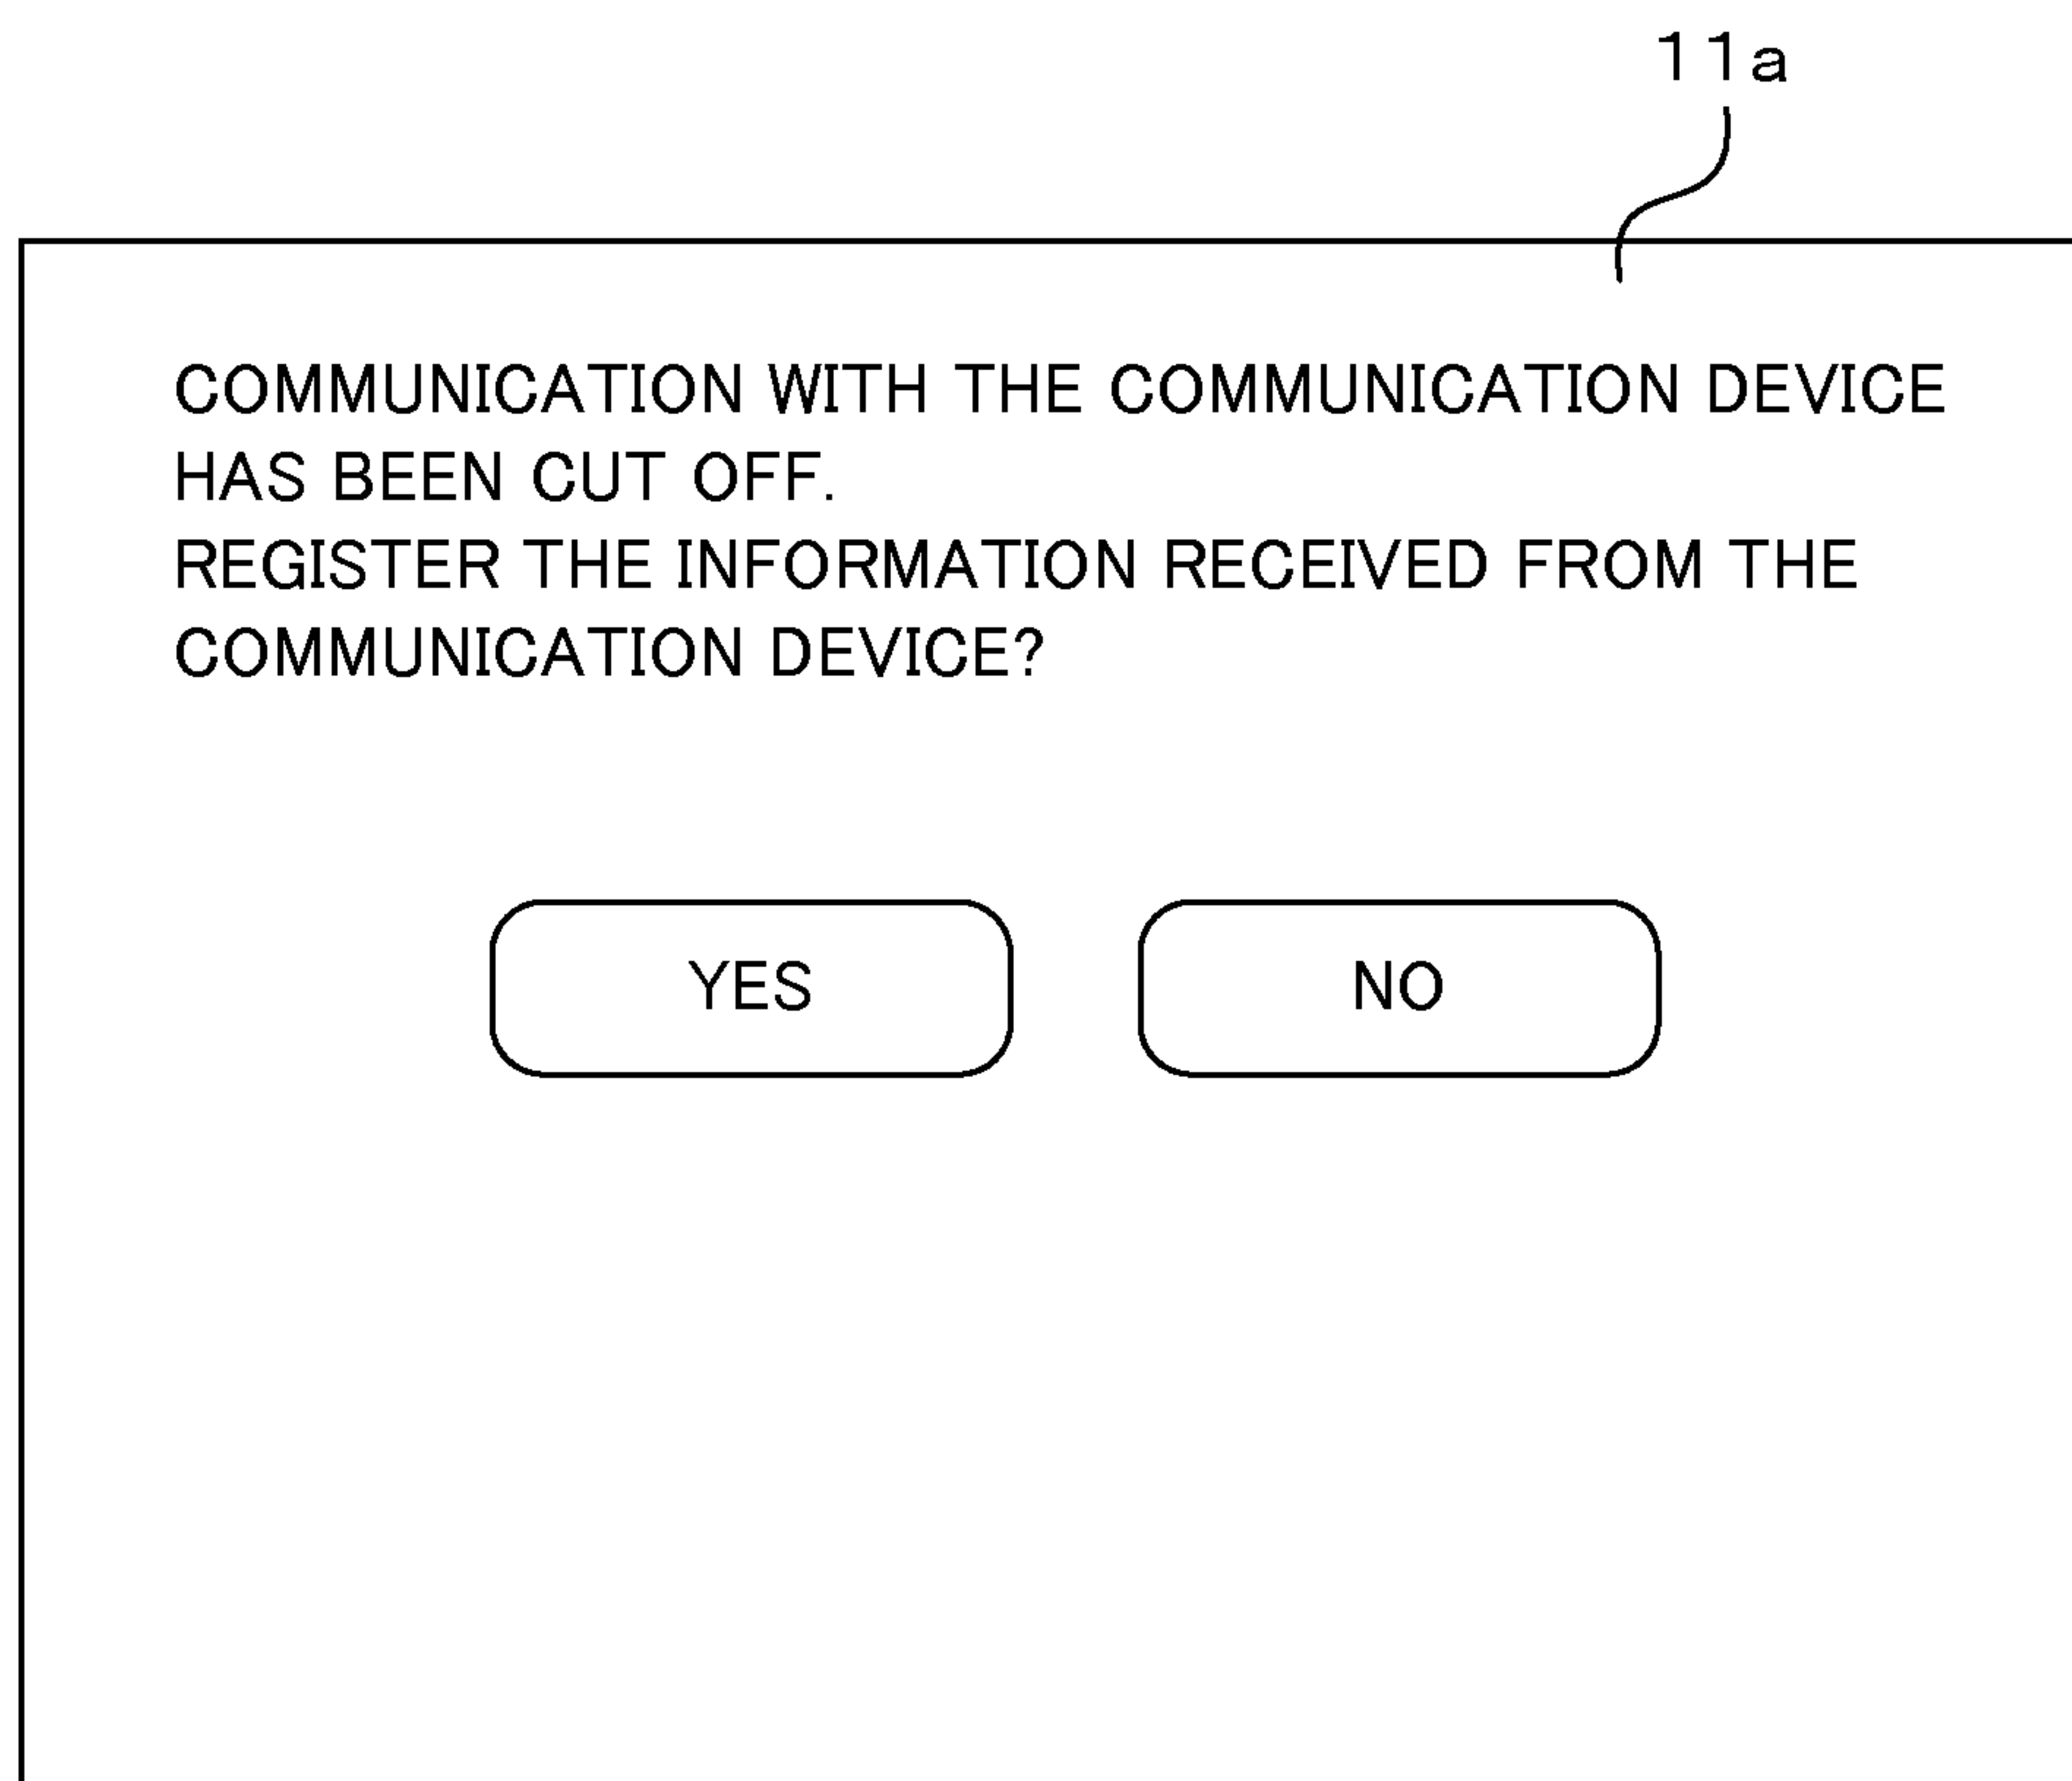 11a
COMMUNICATION WITH THE COMMUNICATION DEVICE
HAS BEEN CUT OFF.
REGISTER THE INFORMATION RECEIVED FROM THE
COMMUNICATION DEVICE?
YES
NO